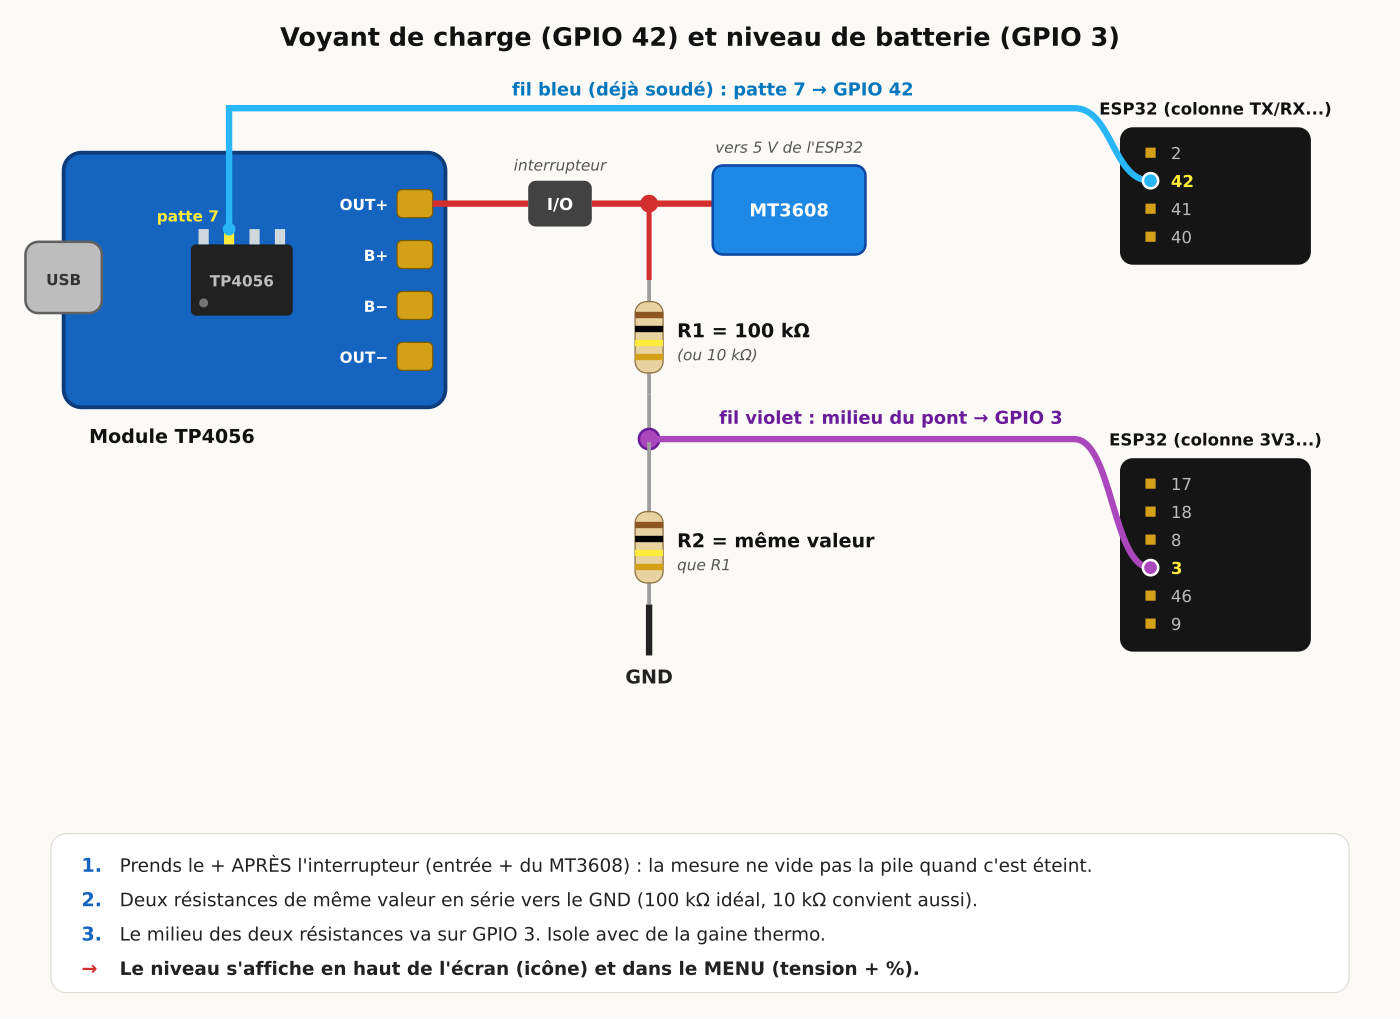 Voyant de charge (GPIO 42) et niveau de batterie (GPIO 3)
fil bleu (déjà soudé) : patte 7 → GPIO 42
ESP32 (colonne TX/RX...)
2
42
41
40
vers 5 V de l'ESP32
interrupteur
I/O
MT3608
OUT+
B+
B−
OUT−
patte 7
TP4056
USB
Module TP4056
R1 = 100 kΩ
(ou 10 kΩ)
fil violet : milieu du pont → GPIO 3
ESP32 (colonne 3V3...)
17
18
8
3
46
9
R2 = même valeur
que R1
GND
1. Prends le + APRÈS l'interrupteur (entrée + du MT3608) : la mesure ne vide pas la pile quand c'est éteint.
2. Deux résistances de même valeur en série vers le GND (100 kΩ idéal, 10 kΩ convient aussi).
3. Le milieu des deux résistances va sur GPIO 3. Isole avec de la gaine thermo.
→ Le niveau s'affiche en haut de l'écran (icône) et dans le MENU (tension + %).